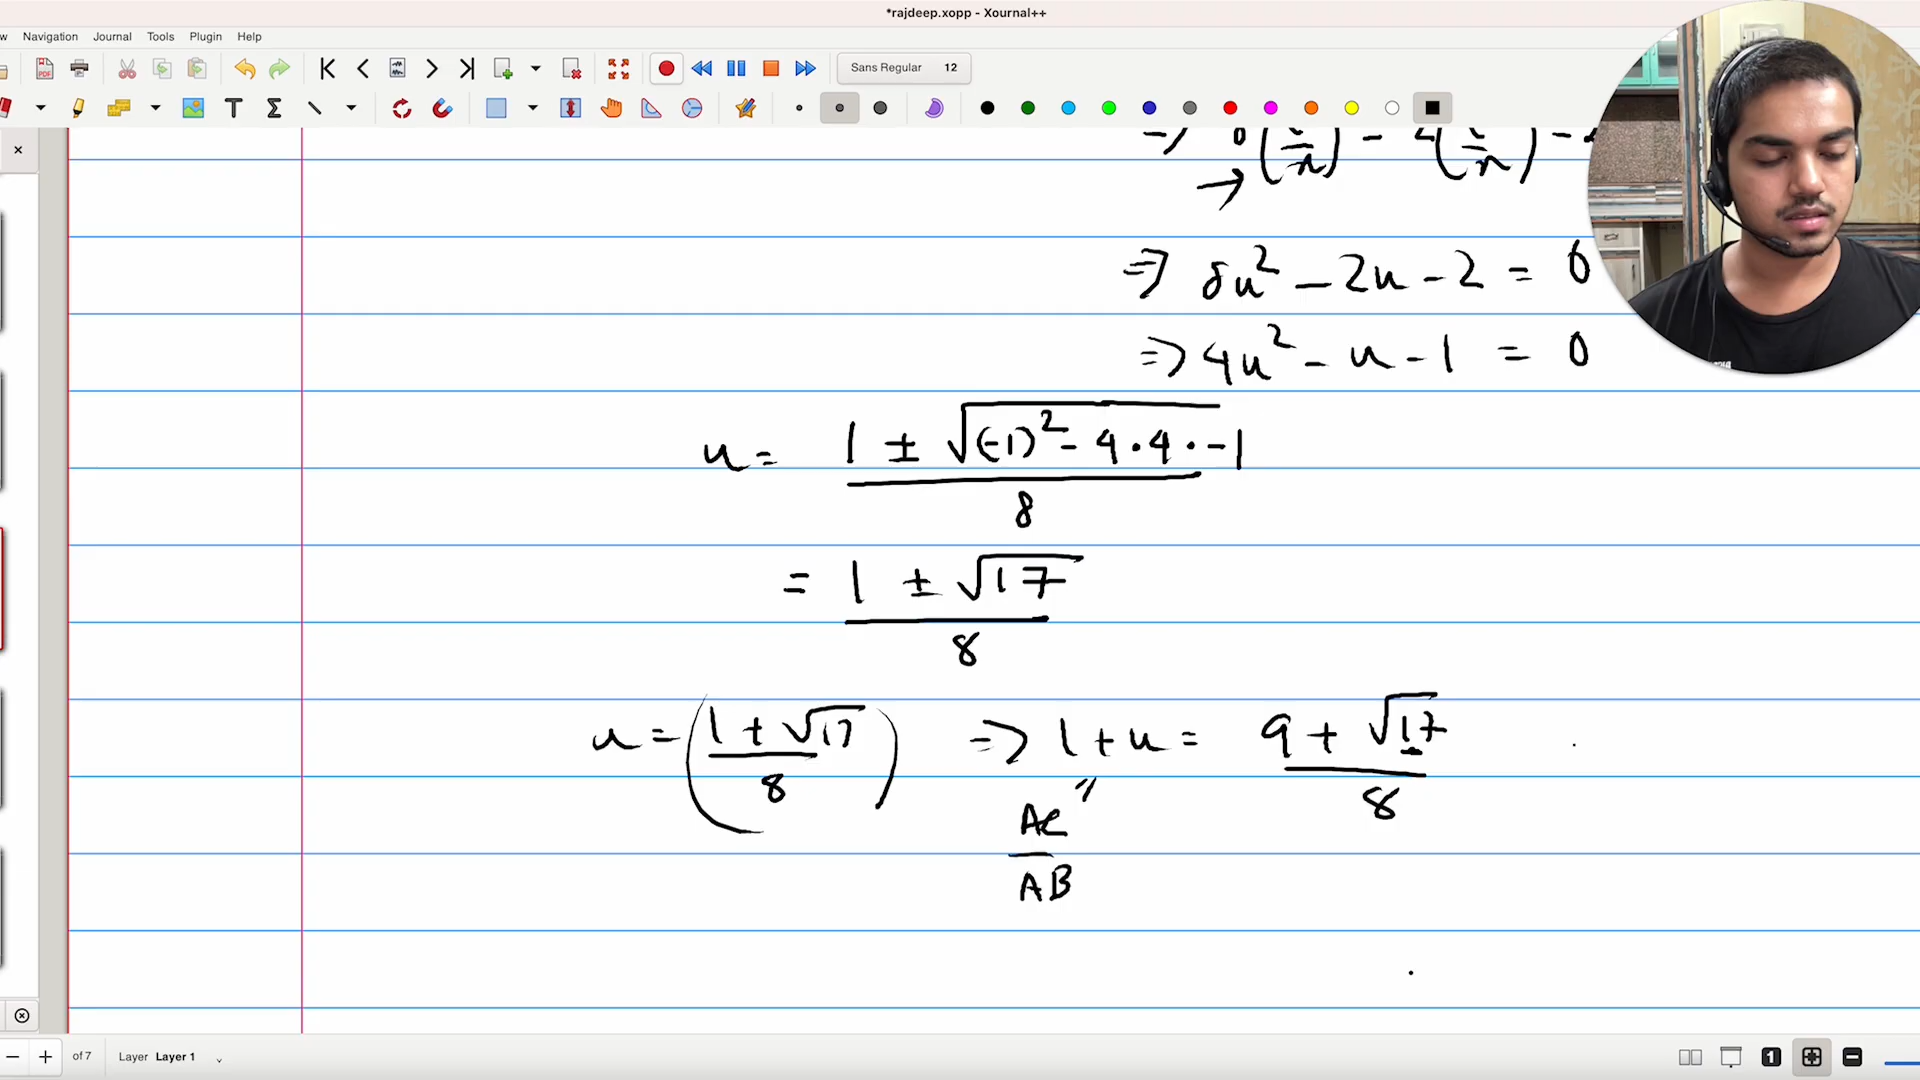 *rajdeep.xopp - Xournal++
Navigation Journal Tools Plugin Help
Sans Regular 12
⇒ 8u² - 2u - 2 = 0
⇒ 4u² - u - 1 = 0
u = (1 ± √((-1)² - 4·4·-1)) / 8
= (1 ± √17) / 8
u = ((1 + √17) / 8) ⇒ 1 + u = (9 + √17) / 8
"
AC / AB
of 7 Layer Layer 1
1